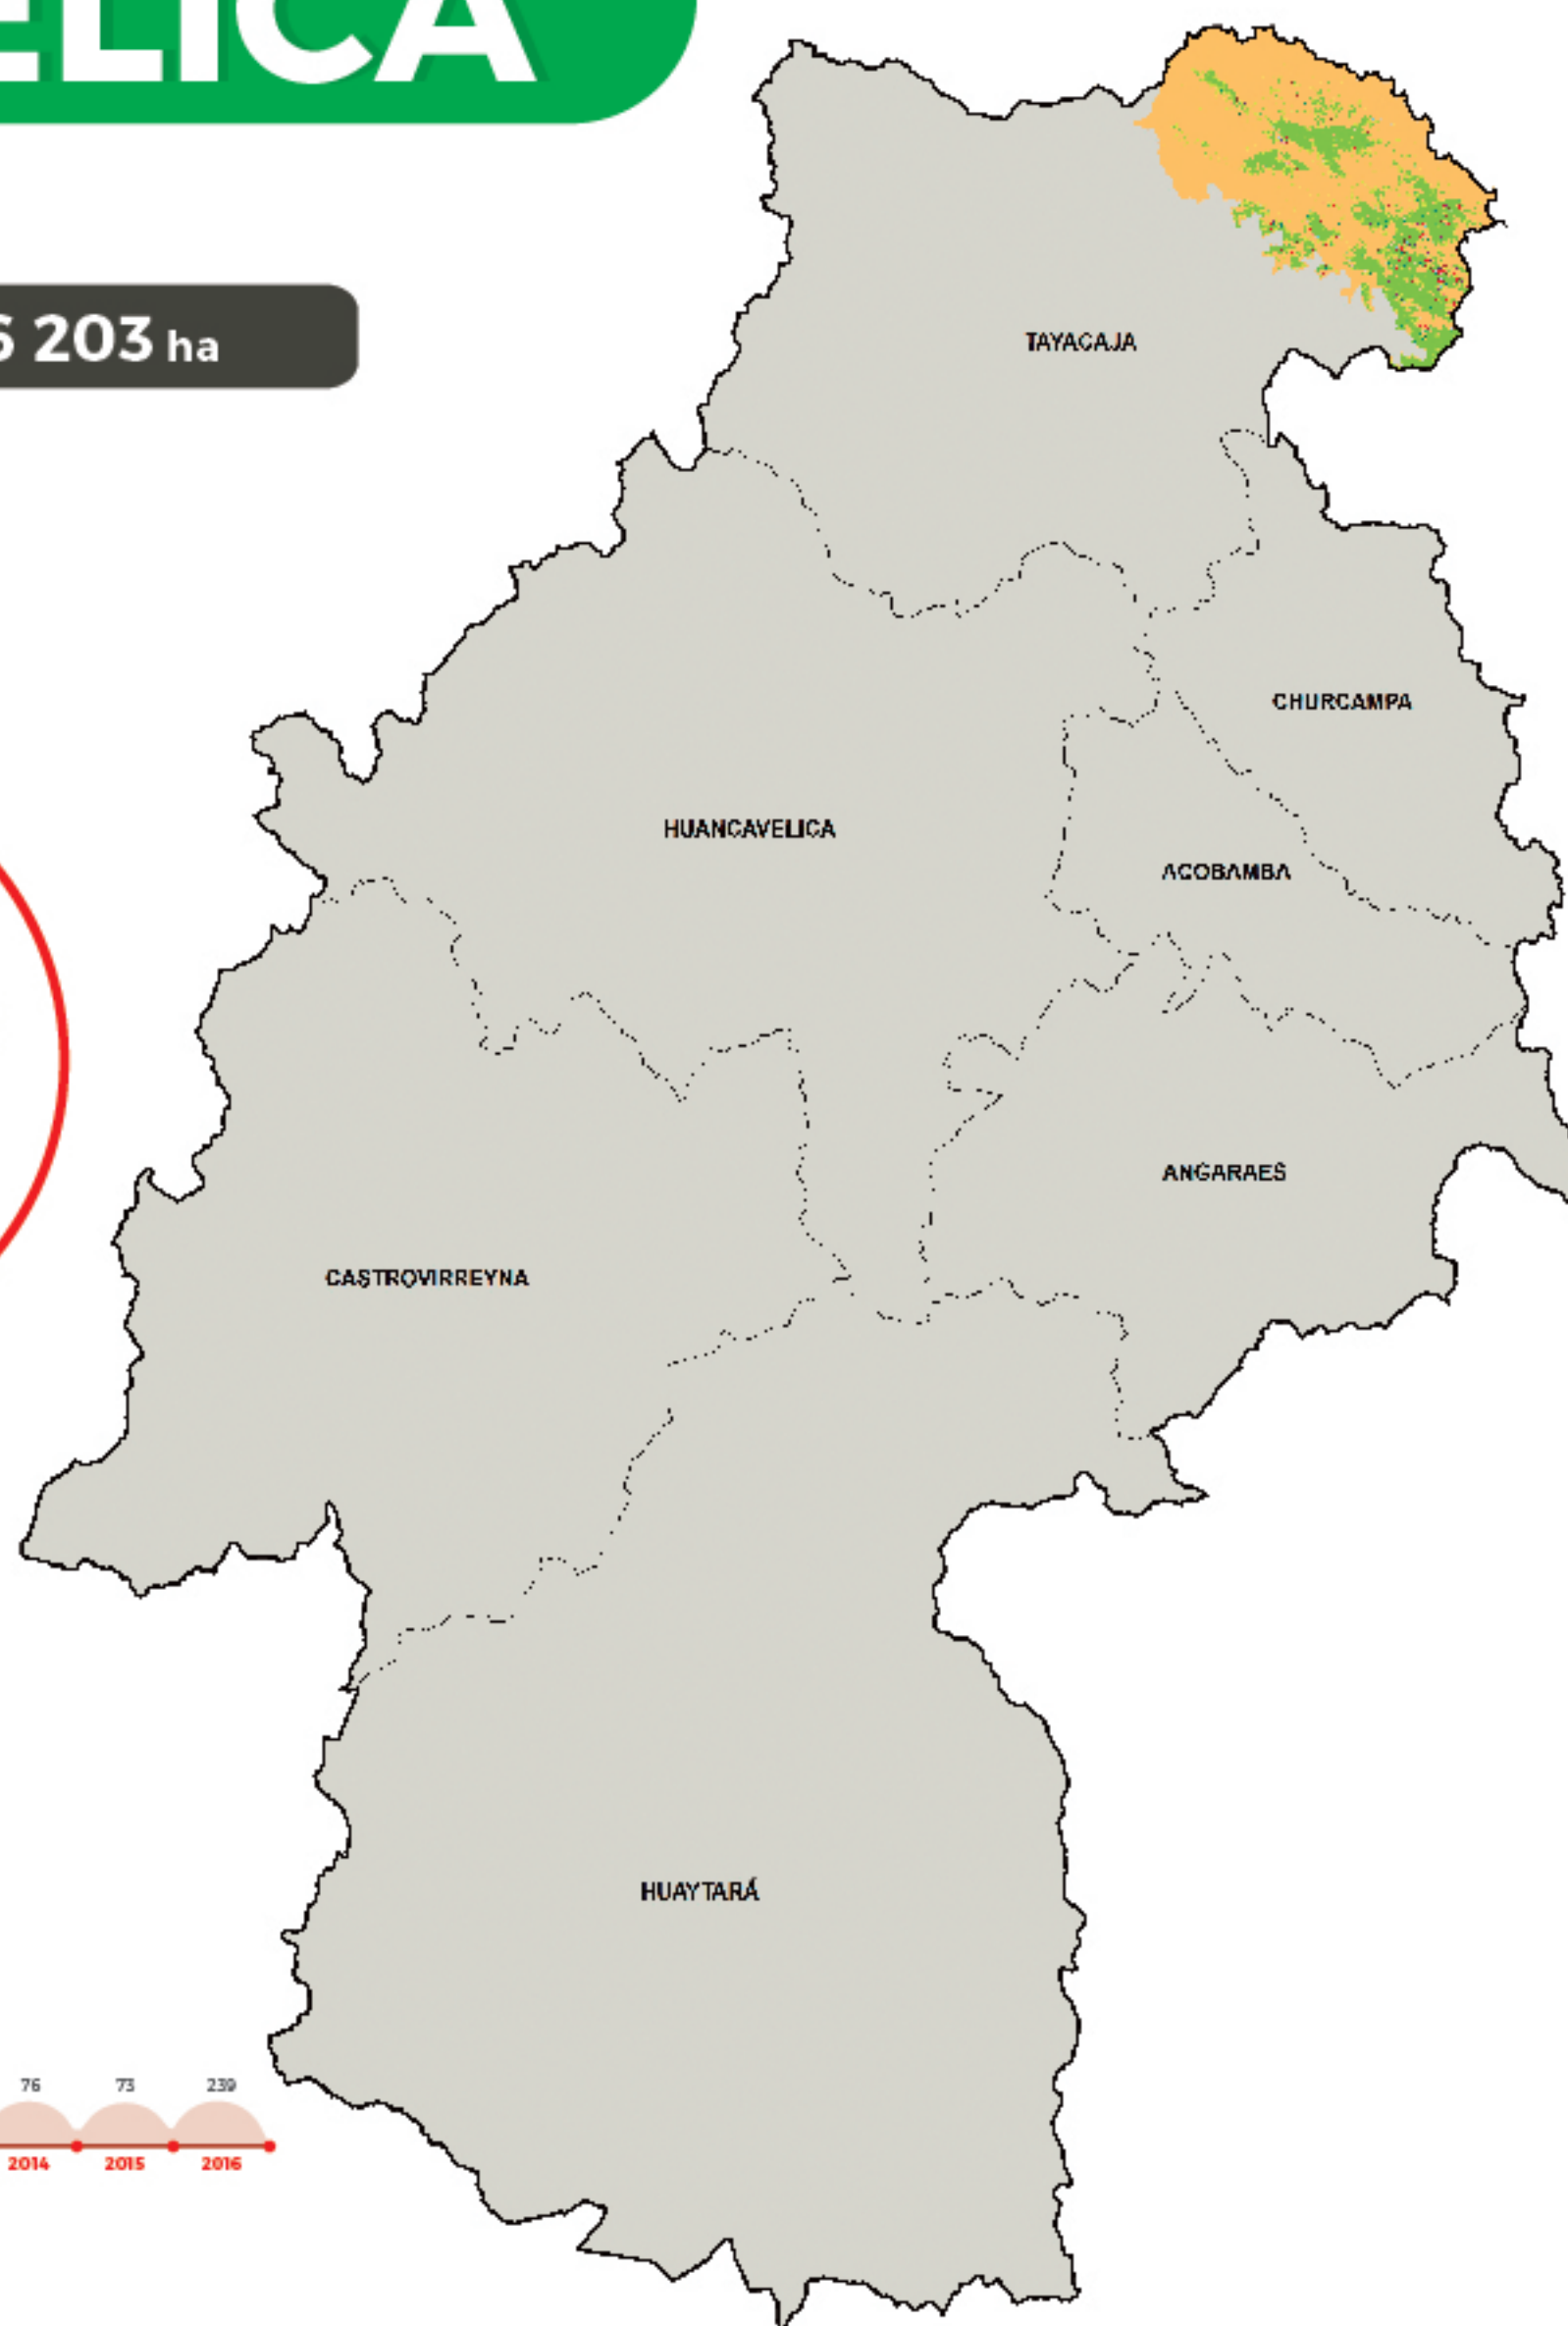 ELICA
203 ha
TAYACAJA
CHURCAMPA
HUANCAVELICA
ACOBAMBA
ANGARAES
CASTROVIRREYNA
HUAYTARÁ
76 73 239
2014 2015 2016